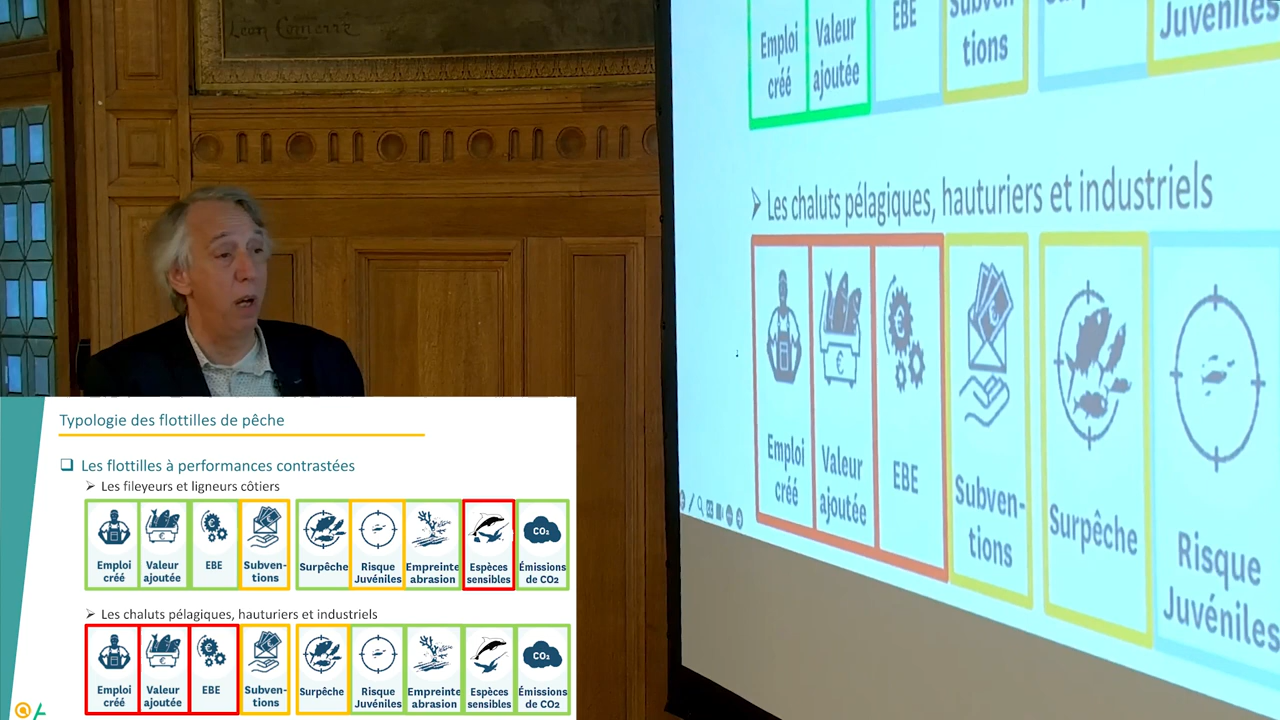 Léon Comerre
Emploi
créé
Valeur
ajoutée
EBE
Subven-
tions
Juvéniles
➢ Les chaluts pélagiques, hauturiers et industriels
Emploi
créé
Valeur
ajoutée
EBE
Subven-
tions
Surpêche
Risque
Juvéniles
Typologie des flottilles de pêche
❑ Les flottilles à performances contrastées
➢ Les fileyeurs et ligneurs côtiers
Emploi
créé
Valeur
ajoutée
EBE
Subven-
tions
Surpêche
Risque
Juvéniles
Empreinte
abrasion
Espèces
sensibles
CO₂
Émissions
de CO2
➢ Les chaluts pélagiques, hauturiers et industriels
Emploi
créé
Valeur
ajoutée
EBE
Subven-
tions
Surpêche
Risque
Juvéniles
Empreinte
abrasion
Espèces
sensibles
CO₂
Émissions
de CO2